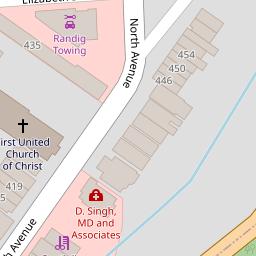 Randig
Towing
435
North Avenue
454
450
446
First United
Church
of Christ
419
D. Singh,
MD and
Associates
Avenue